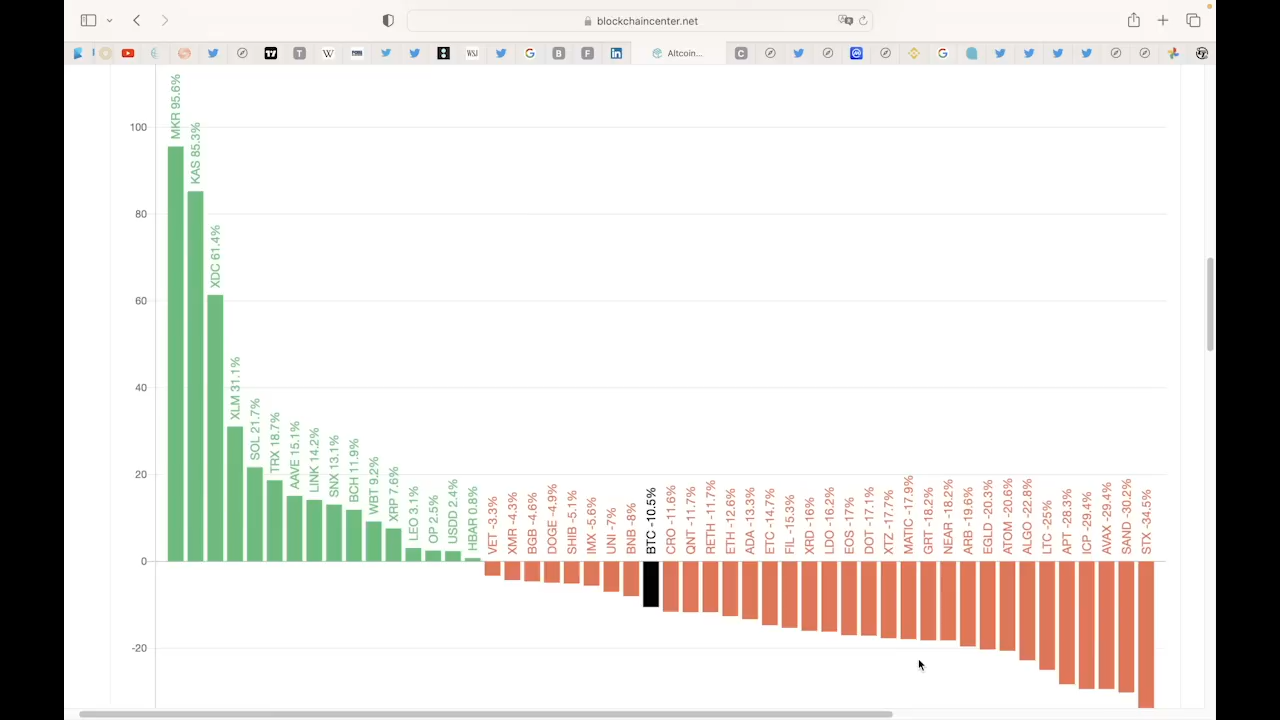 blockchaincenter.net
Altcoin...
100
80
60
40
20
0
-20
MKR 95.6%
KAS 85.3%
XDC 61.4%
XLM 31.1%
SOL 21.7%
TRX 18.7%
AAVE 15.1%
LINK 14.2%
SNX 13.1%
BCH 11.9%
WBT 9.2%
XRP 7.6%
LEO 3.1%
OP 2.5%
USDD 2.4%
HBAR 0.8%
VET -3.3%
XMR -4.3%
BGB -4.6%
DOGE -4.9%
SHIB -5.1%
IMX -5.6%
UNI -7%
BNB -8%
BTC -10.5%
CRO -11.6%
QNT -11.7%
RETH -11.7%
ETH -12.6%
ADA -13.3%
ETC -14.7%
FIL -15.3%
XRD -16%
LDO -16.2%
EOS -17%
DOT -17.1%
XTZ -17.7%
MATIC -17.9%
GRT -18.2%
NEAR -18.2%
ARB -19.6%
EGLD -20.3%
ATOM -20.6%
ALGO -22.8%
LTC -25%
APT -28.3%
ICP -29.4%
AVAX -29.4%
SAND -30.2%
STX -34.5%